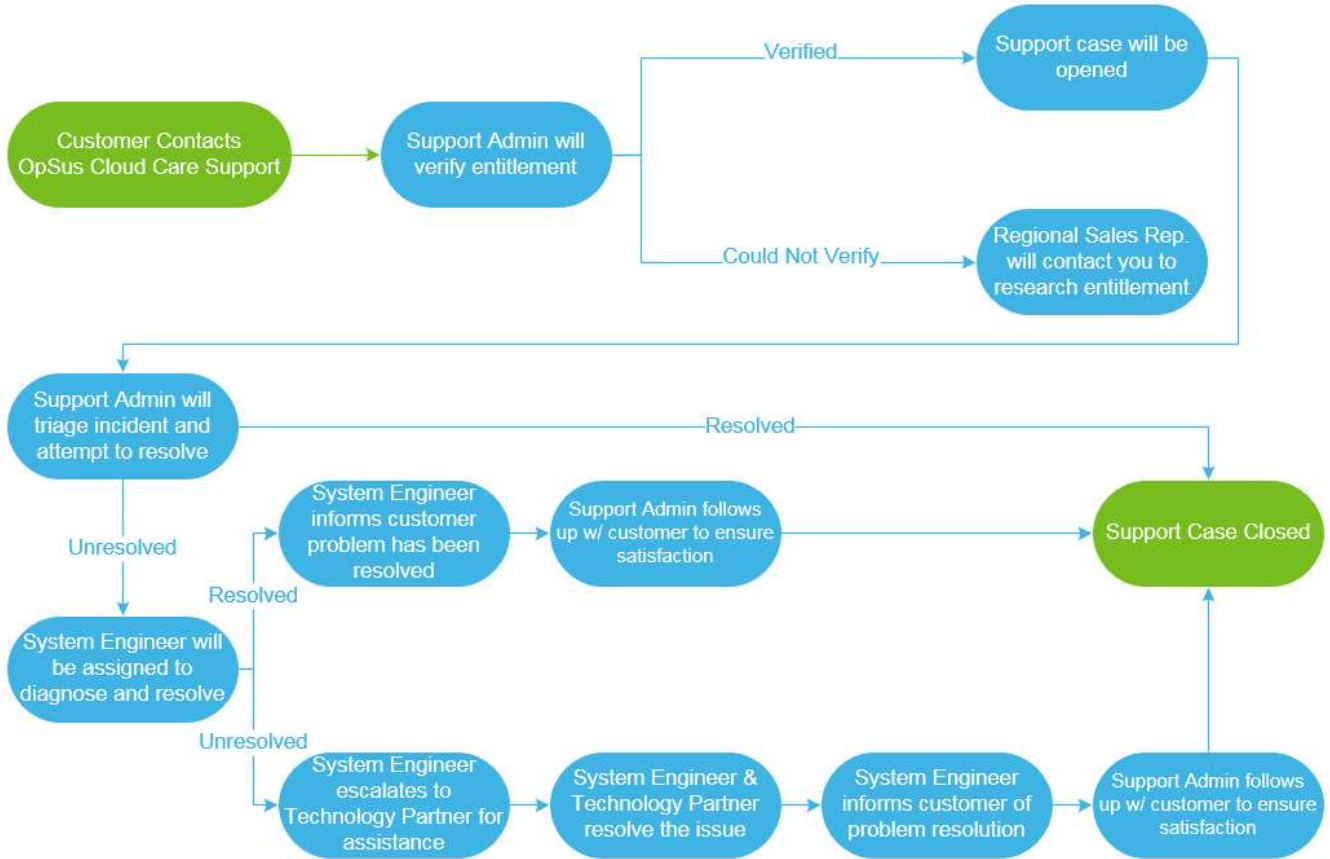 Customer Contacts
OpSus Cloud Care Support
Support Admin will
verify entitlement
Verified
Support case will be
opened
Could Not Verify
Regional Sales Rep.
will contact you to
research entitlement
Support Admin will
triage incident and
attempt to resolve
Resolved
Unresolved
System Engineer
informs customer
problem has been
resolved
Support Admin follows
up w/ customer to ensure
satisfaction
Support Case Closed
Resolved
System Engineer will
be assigned to
diagnose and resolve
Unresolved
System Engineer
escalates to
Technology Partner for
assistance
System Engineer &
Technology Partner
resolve the issue
System Engineer
informs customer of
problem resolution
Support Admin follows
up w/ customer to ensure
satisfaction